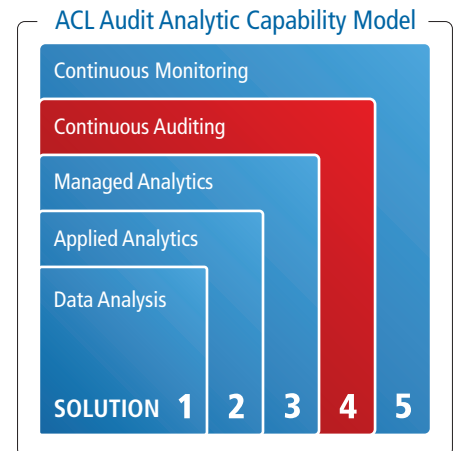 ACL Audit Analytic Capability Model
Continuous Monitoring
Continuous Auditing
Managed Analytics
Applied Analytics
Data Analysis
SOLUTION 1 2 3 4 5